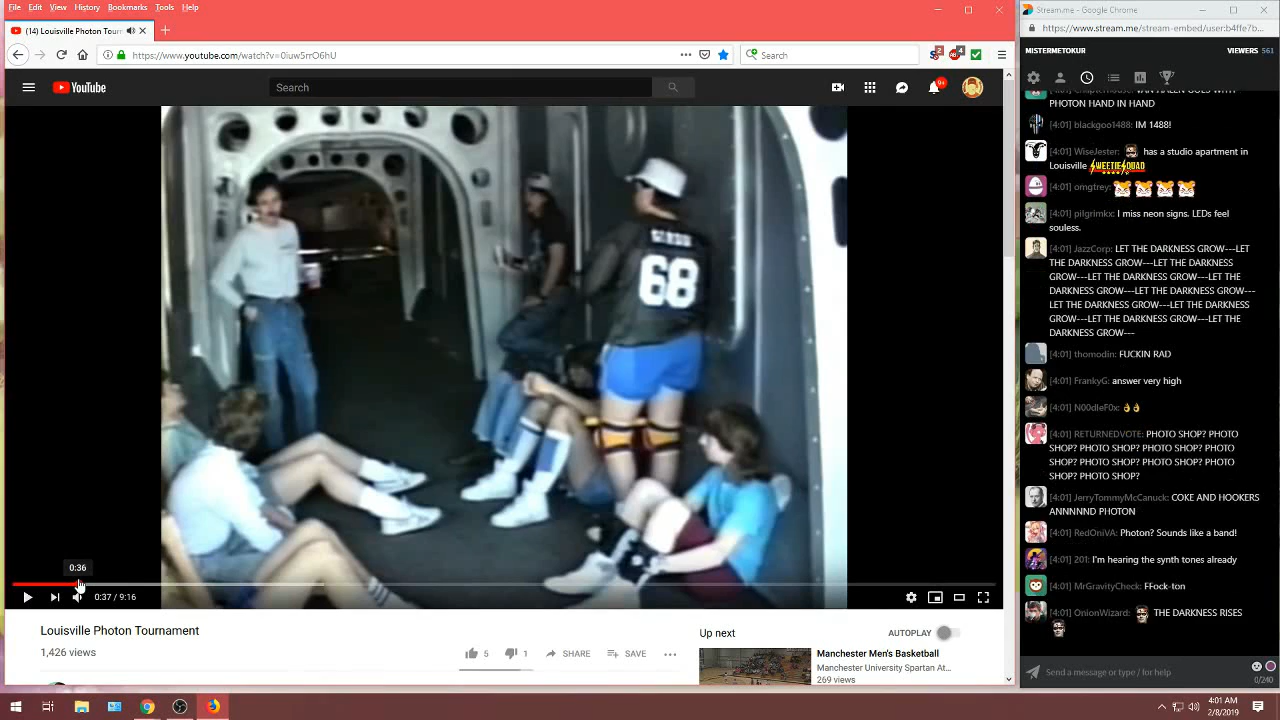 File Edit View History Bookmarks Tools Help
(14) Louisville Photon Tourn
https://www.youtube.com/watch?v=0iuw5rrO6hU
Search
2
4
YouTube
Search
9+
68
0:36
0:37 / 9:16
Louisville Photon Tournament
1,426 views
5
1
SHARE
SAVE
Up next
AUTOPLAY
Manchester Men's Basketball
Manchester University Spartan At...
269 views
Stream.me - Google Chrome
https://www.stream.me/stream-embed/user:b4ffe7b...
MISTERMETOKUR
VIEWERS 561
PHOTON HAND IN HAND
[4:01] blackgoo1488: IM 1488!
[4:01] WiseJester: has a studio apartment in
Louisville SWEETIE SQUAD
[4:01] omgtrey:
[4:01] pilgrimkx: I miss neon signs. LEDs feel
souless.
[4:01] JazzCorp: LET THE DARKNESS GROW---LET
THE DARKNESS GROW---LET THE DARKNESS
GROW---LET THE DARKNESS GROW---LET THE
DARKNESS GROW---LET THE DARKNESS GROW---
LET THE DARKNESS GROW---LET THE DARKNESS
GROW---LET THE DARKNESS GROW---LET THE
DARKNESS GROW---
[4:01] thomodin: FUCKIN RAD
[4:01] FrankyG: answer very high
[4:01] N00dleF0x: 👌👌
[4:01] RETURNEDVOTE: PHOTO SHOP? PHOTO
SHOP? PHOTO SHOP? PHOTO SHOP? PHOTO
SHOP? PHOTO SHOP? PHOTO SHOP? PHOTO
SHOP? PHOTO SHOP?
[4:01] JerryTommyMcCanuck: COKE AND HOOKERS
ANNNNND PHOTON
[4:01] RedOniVA: Photon? Sounds like a band!
[4:01] 201: I'm hearing the synth tones already
[4:01] MrGravityCheck: FFock-ton
[4:01] OnionWizard: THE DARKNESS RISES
Send a message or type / for help
0/240
4:01 AM
2/8/2019